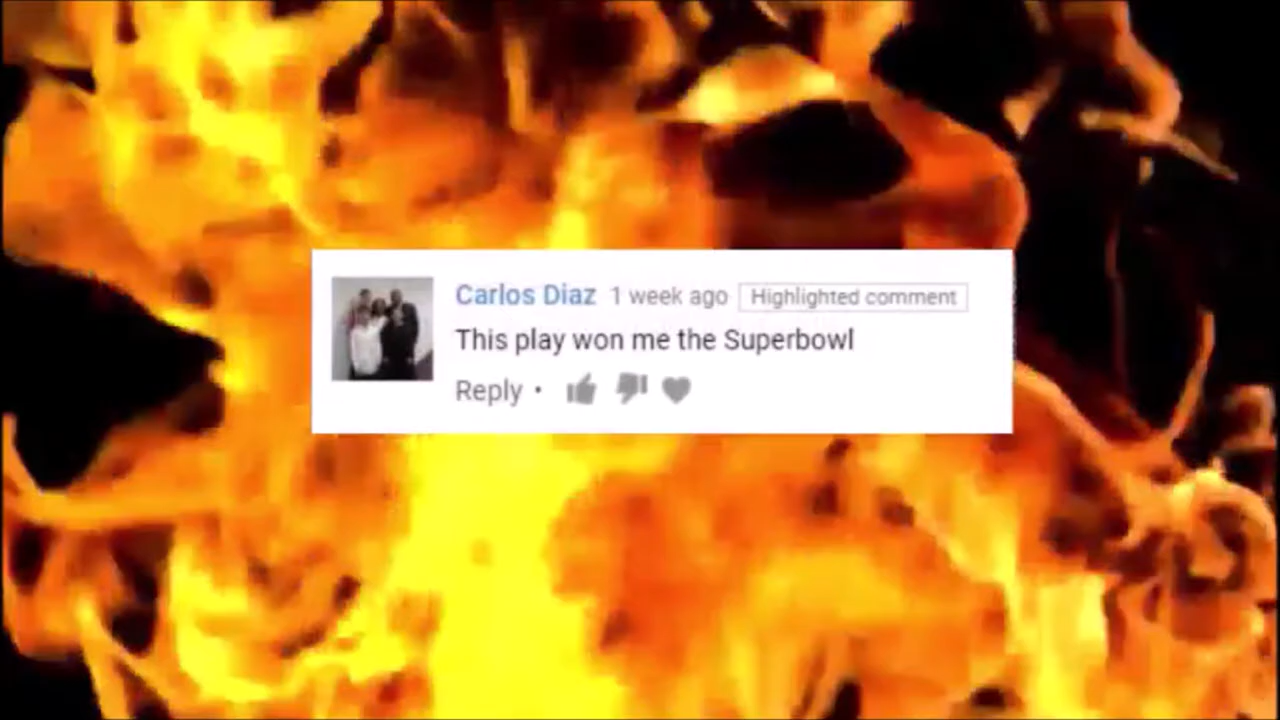 Carlos Diaz 1 week ago Highlighted comment
This play won me the Superbowl
Reply •